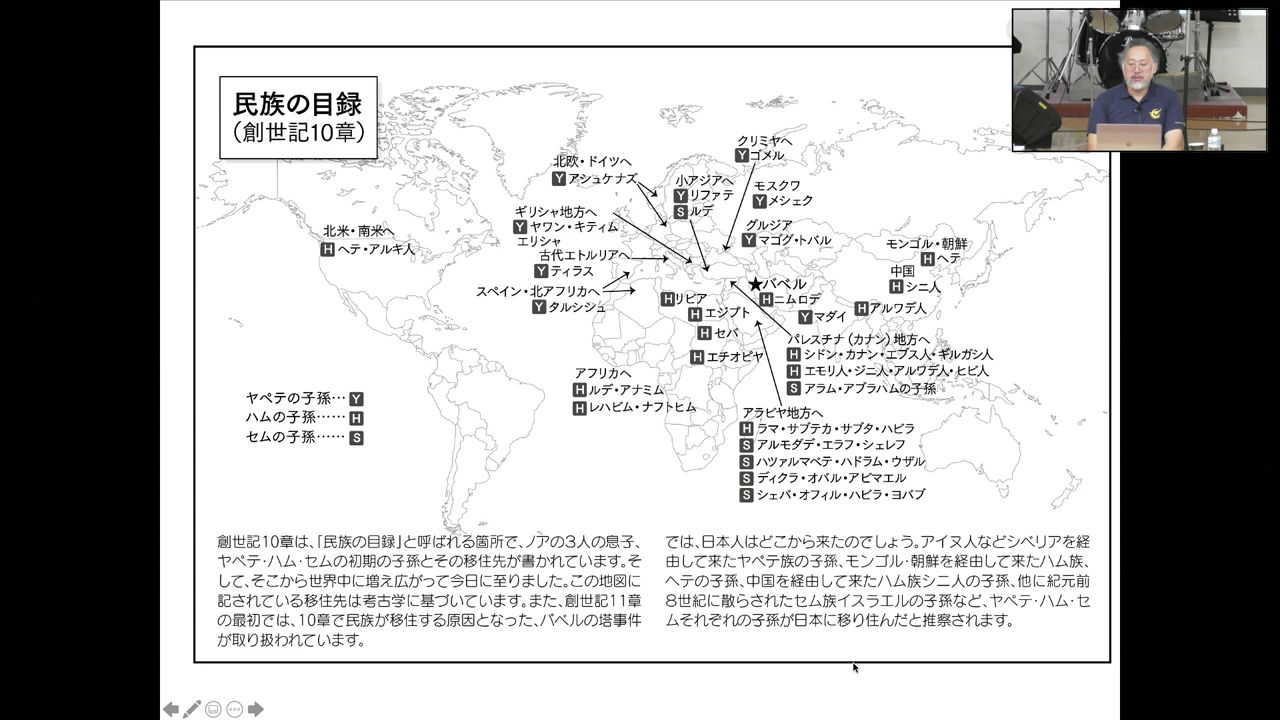 民族の目録
（創世記10章）
クリミヤへ
Y ゴメル
北欧・ドイツへ
Y アシュケナズ
小アジアへ
Y リファテ
S ルデ
モスクワ
Y メシェク
ギリシャ地方へ
Y ヤワン・キティム
エリシャ
グルジア
Y マゴグ・トバル
北米・南米へ
H ヘテ・アルキ人
モンゴル・朝鮮
H ヘテ
古代エトルリアへ
Y ティラス
中国
H シニ人
スペイン・北アフリカへ
Y タルシシュ
★バベル
H ニムロデ
H リビア
H エジプト
Y マダイ
H アルワデ人
H セバ
H エチオピヤ
パレスチナ（カナン）地方へ
H シドン・カナン・エブス人・ギルガシ人
H エモリ人・ジニ人・アルワデ人・ヒビ人
S アラム・アブラハムの子孫
アフリカへ
H ルデ・アナミム
H レハビム・ナフトヒム
ヤペテの子孫… Y
ハムの子孫…… H
セムの子孫…… S
アラビヤ地方へ
H ラマ・サブテカ・サブタ・ハビラ
S アルモダデ・エラフ・シェレフ
S ハツァルマベテ・ハドラム・ウザル
S ディクラ・オバル・アビマエル
S シェバ・オフィル・ハビラ・ヨバブ
創世記10章は、「民族の目録」と呼ばれる箇所で、ノアの3人の息子、
ヤペテ・ハム・セムの初期の子孫とその移住先が書かれています。そ
して、そこから世界中に増え広がって今日に至りました。この地図に
記されている移住先は考古学に基づいています。また、創世記11章
の最初では、10章で民族が移住する原因となった、バベルの塔事件
が取り扱われています。
では、日本人はどこから来たのでしょう。アイヌ人などシベリアを経
由して来たヤペテ族の子孫、モンゴル・朝鮮を経由して来たハム族、
ヘテの子孫、中国を経由して来たハム族シニ人の子孫、他に紀元前
8世紀に散らされたセム族イスラエルの子孫など、ヤペテ・ハム・セ
ムそれぞれの子孫が日本に移り住んだと推察されます。